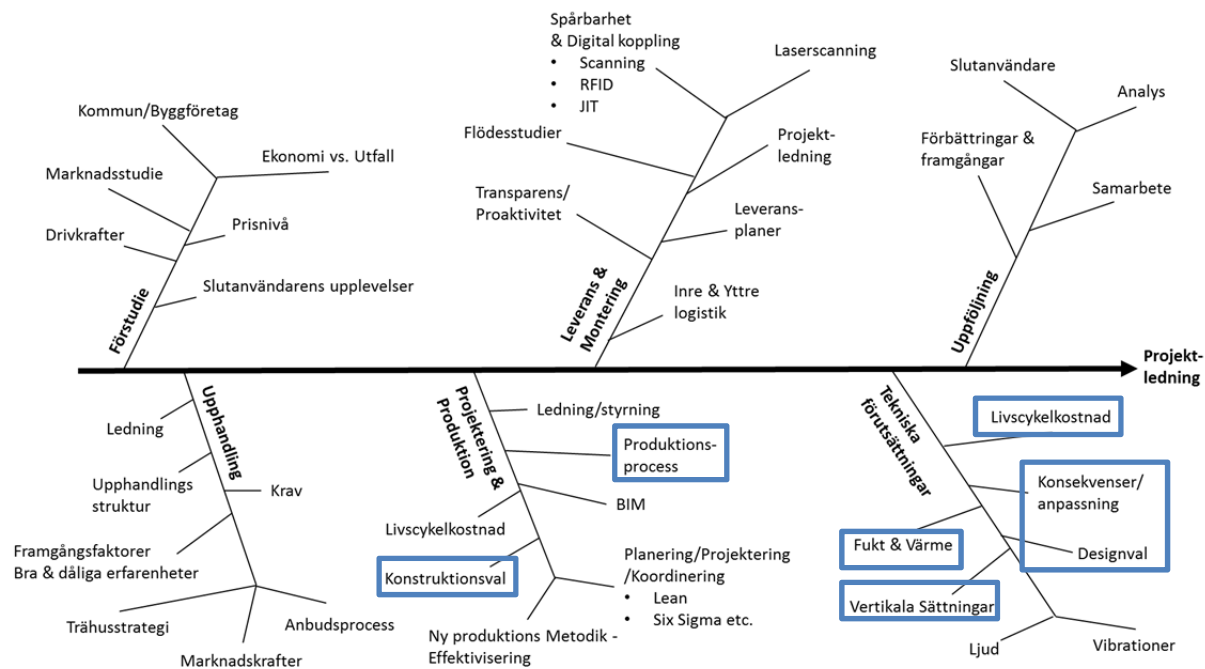 Spårbarhet
& Digital koppling
• Scanning
• RFID
• JIT
Laserscanning
Slutanvändare
Analys
Kommun/Byggföretag
Ekonomi vs. Utfall
Flödesstudier
Projekt-
ledning
Förbättringar &
framgångar
Marknadsstudie
Transparens/
Proaktivitet
Samarbete
Drivkrafter
Prisnivå
Leverans-
planer
Slutanvändarens upplevelser
Inre & Yttre
logistik
Förstudie
Leverans &
Montering
Uppföljning
Projekt-
ledning
Upphandling
Projektering &
Produktion
Tekniska
förutsättningar
Ledning
Ledning/styrning
Livscykelkostnad
Produktions-
process
Upphandlings
struktur
Krav
BIM
Konsekvenser/
anpassning
Livscykelkostnad
Fukt & Värme
Designval
Framgångsfaktorer
Bra & dåliga erfarenheter
Konstruktionsval
Planering/Projektering
/Koordinering
• Lean
• Six Sigma etc.
Vertikala Sättningar
Trähusstrategi
Anbudsprocess
Marknadskrafter
Ny produktions Metodik -
Effektivisering
Ljud
Vibrationer